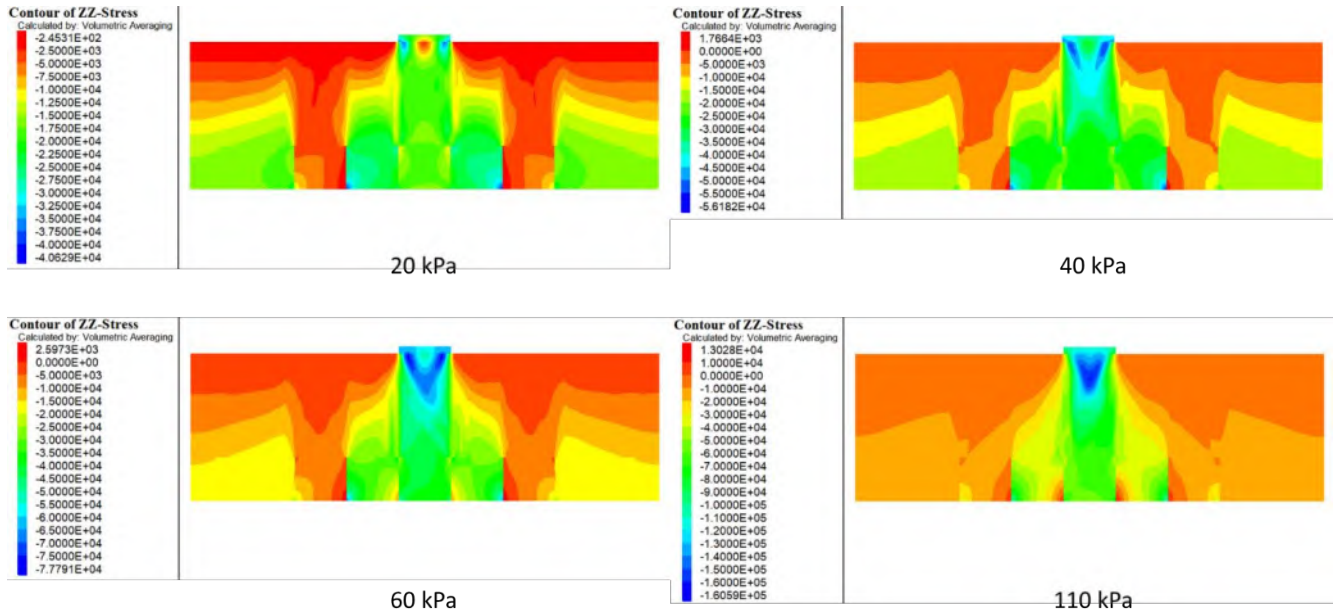 Contour of ZZ-Stress
Calculated by: Volumetric Averaging
-2.4531E+02
-2.5000E+03
-5.0000E+03
-7.5000E+03
-1.0000E+04
-1.2500E+04
-1.5000E+04
-1.7500E+04
-2.0000E+04
-2.2500E+04
-2.5000E+04
-2.7500E+04
-3.0000E+04
-3.2500E+04
-3.5000E+04
-3.7500E+04
-4.0000E+04
-4.0629E+04
20 kPa
Contour of ZZ-Stress
Calculated by: Volumetric Averaging
1.7664E+03
0.0000E+00
-5.0000E+03
-1.0000E+04
-1.5000E+04
-2.0000E+04
-2.5000E+04
-3.0000E+04
-3.5000E+04
-4.0000E+04
-4.5000E+04
-5.0000E+04
-5.5000E+04
-5.6182E+04
40 kPa
Contour of ZZ-Stress
Calculated by: Volumetric Averaging
2.5973E+03
0.0000E+00
-5.0000E+03
-1.0000E+04
-1.5000E+04
-2.0000E+04
-2.5000E+04
-3.0000E+04
-3.5000E+04
-4.0000E+04
-4.5000E+04
-5.0000E+04
-5.5000E+04
-6.0000E+04
-6.5000E+04
-7.0000E+04
-7.5000E+04
-7.7791E+04
60 kPa
Contour of ZZ-Stress
Calculated by: Volumetric Averaging
1.3028E+04
1.0000E+04
0.0000E+00
-1.0000E+04
-2.0000E+04
-3.0000E+04
-4.0000E+04
-5.0000E+04
-6.0000E+04
-7.0000E+04
-8.0000E+04
-9.0000E+04
-1.0000E+05
-1.1000E+05
-1.2000E+05
-1.3000E+05
-1.4000E+05
-1.5000E+05
-1.6000E+05
-1.6059E+05
110 kPa